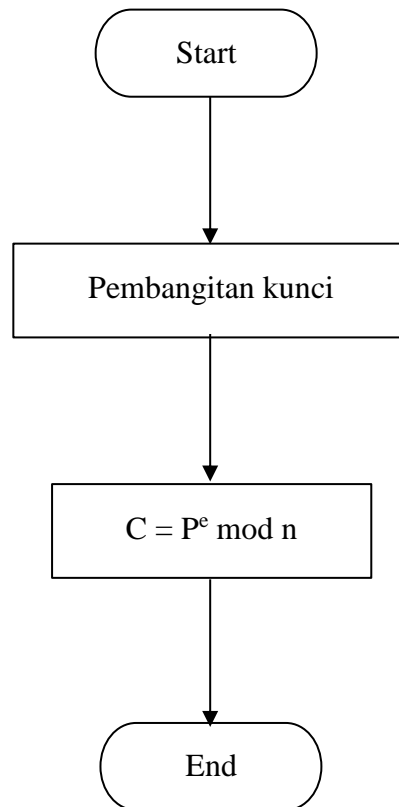 Start
Pembangitan kunci
C = Pᵉ mod n
End